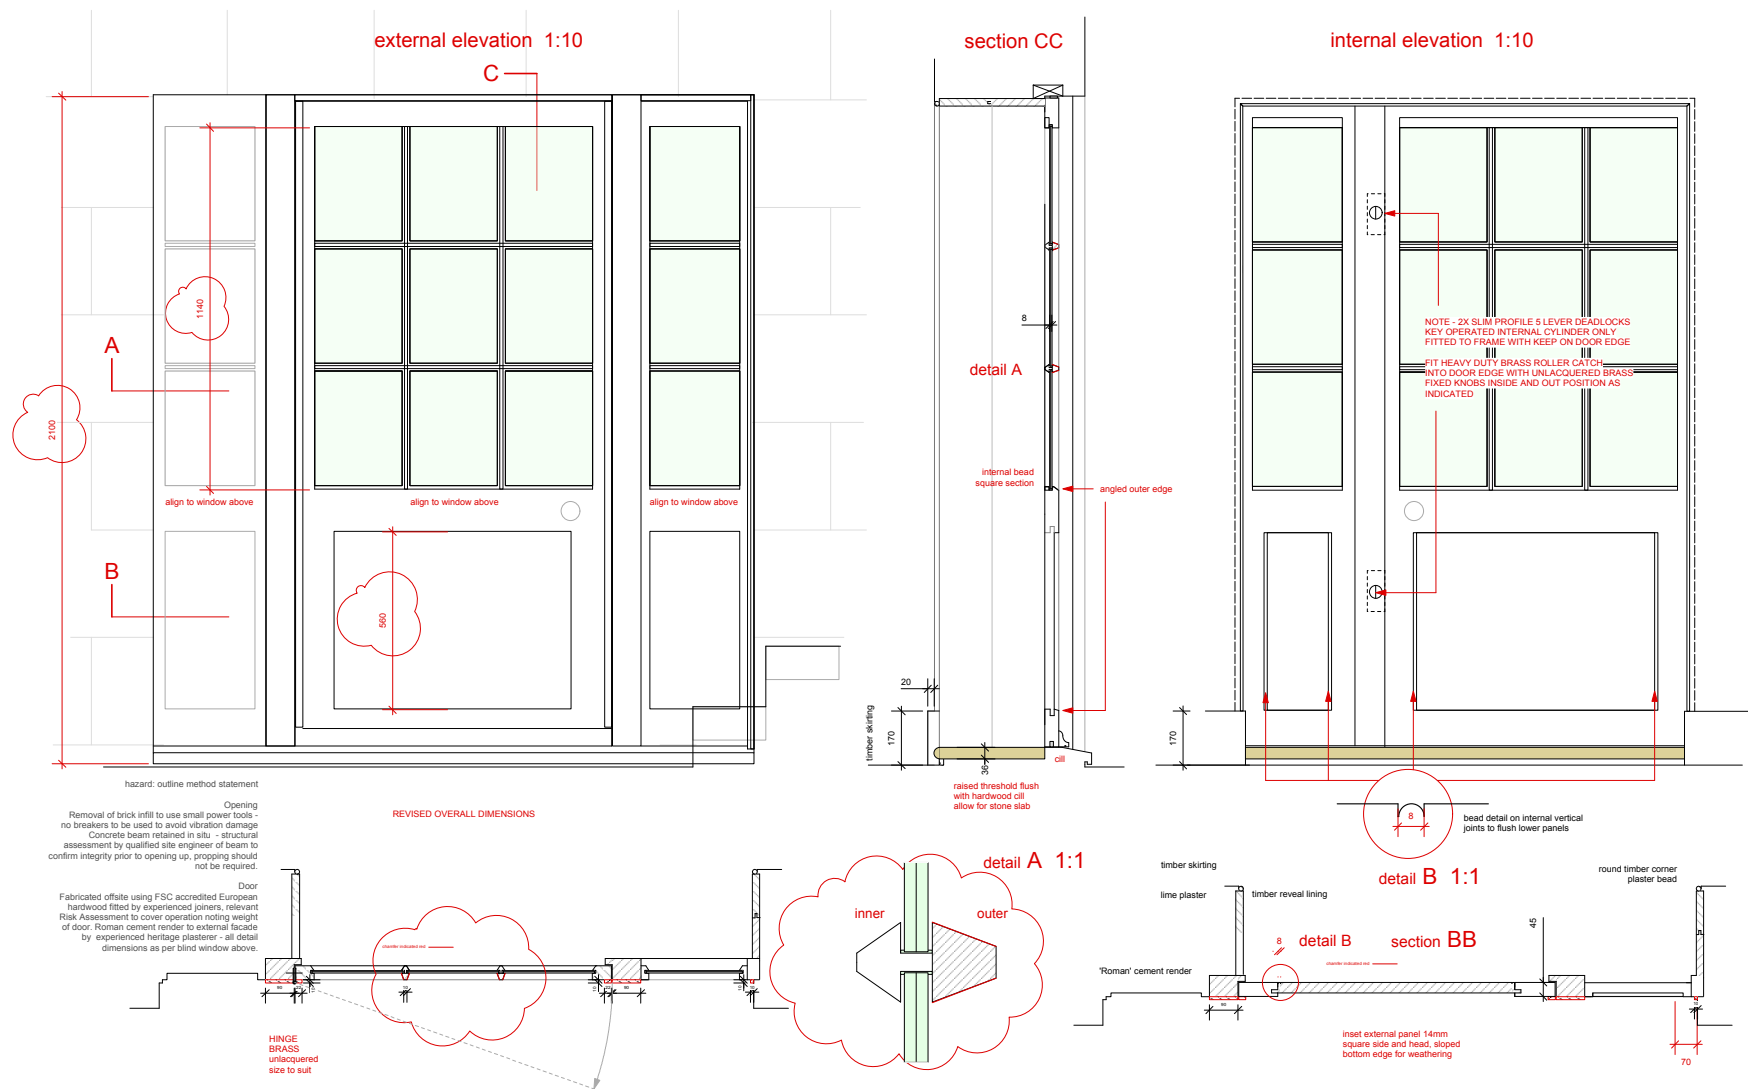 external elevation 1:10
section CC
internal elevation 1:10
C
1140
A
2100
align to window above
align to window above
align to window above
B
560
8
detail A
internal bead
square section
angled outer edge
NOTE - 2X SLIM PROFILE 5 LEVER DEADLOCKS
KEY OPERATED INTERNAL CYLINDER ONLY
FITTED TO FRAME WITH KEEP ON DOOR EDGE
FIT HEAVY DUTY BRASS ROLLER CATCH
INTO DOOR EDGE WITH UNLACQUERED BRASS
FIXED KNOBS INSIDE AND OUT POSITION AS
INDICATED
20
timber skirting
170
36
cill
raised threshold flush
with hardwood cill
allow for stone slab
170
8
bead detail on internal vertical
joints to flush lower panels
hazard: outline method statement
Opening
Removal of brick infill to use small power tools -
no breakers to be used to avoid vibration damage
Concrete beam retained in situ - structural
assessment by qualified site engineer of beam to
confirm integrity prior to opening up, propping should
not be required.
Door
Fabricated offsite using FSC accredited European
hardwood fitted by experienced joiners, relevant
Risk Assessment to cover operation noting weight
of door. Roman cement render to external facade
by experienced heritage plasterer - all detail
dimensions as per blind window above.
REVISED OVERALL DIMENSIONS
chamfer indicated red
90
10
90
10
HINGE
BRASS
unlacquered
size to suit
detail A 1:1
inner
outer
timber skirting
lime plaster
timber reveal lining
detail B 1:1
round timber corner
plaster bead
8
detail B
section BB
45
chamfer indicated red
'Roman' cement render
90
inset external panel 14mm
square side and head, sloped
bottom edge for weathering
70